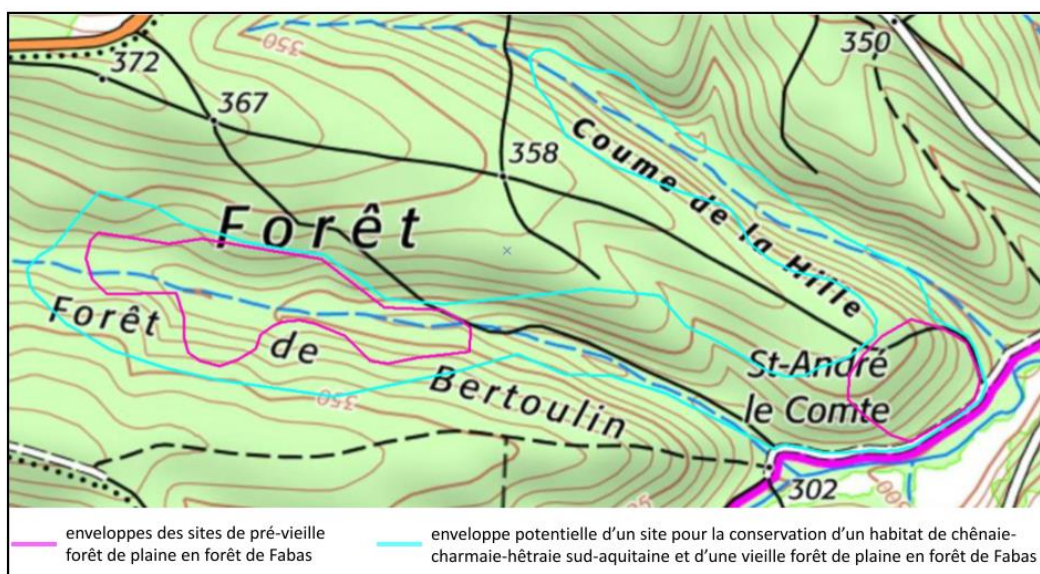 350
350
372
367
Coume de la Hille
358
Forêt
Forêt
de
St-André
le Comte
Bertoulin
350
302
enveloppes des sites de pré-vieille
forêt de plaine en forêt de Fabas
enveloppe potentielle d'un site pour la conservation d'un habitat de chênaie-
charmaie-hêtraie sud-aquitaine et d'une vieille forêt de plaine en forêt de Fabas